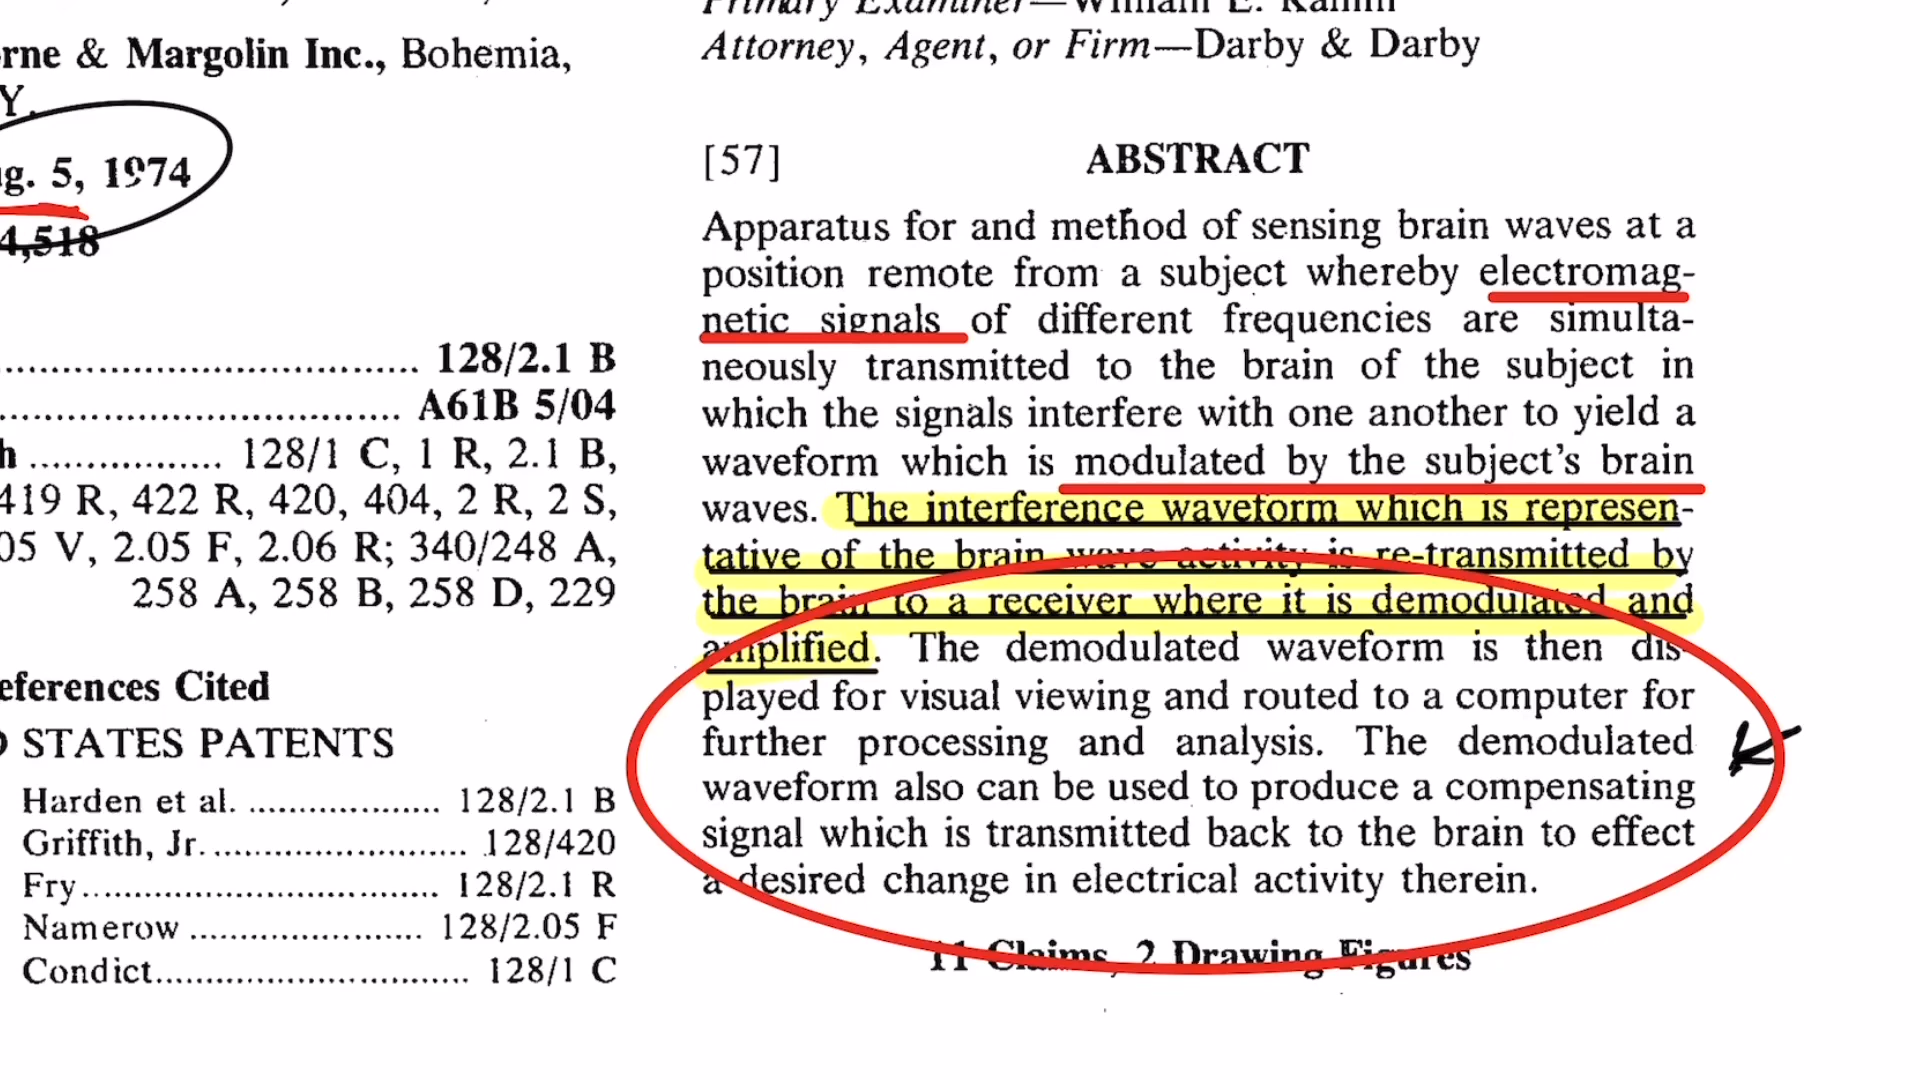 rne & Margolin Inc., Bohemia,
Y.
g. 5, 1974
4,518
128/2.1 B
A61B 5/04
h ................. 128/1 C, 1 R, 2.1 B,
419 R, 422 R, 420, 404, 2 R, 2 S,
05 V, 2.05 F, 2.06 R; 340/248 A,
258 A, 258 B, 258 D, 229
eferences Cited
STATES PATENTS
Harden et al. ................... 128/2.1 B
Griffith, Jr. ......................... 128/420
Fry ................................. 128/2.1 R
Namerow ...................... 128/2.05 F
Condict ............................. 128/1 C
Primary Examiner—William E. Kamm
Attorney, Agent, or Firm—Darby & Darby
[57] ABSTRACT
Apparatus for and method of sensing brain waves at a
position remote from a subject whereby electromag-
netic signals of different frequencies are simulta-
neously transmitted to the brain of the subject in
which the signals interfere with one another to yield a
waveform which is modulated by the subject's brain
waves. The interference waveform which is represen-
tative of the brain wave activity is re-transmitted by
the brain to a receiver where it is demodulated and
amplified. The demodulated waveform is then dis-
played for visual viewing and routed to a computer for
further processing and analysis. The demodulated
waveform also can be used to produce a compensating
signal which is transmitted back to the brain to effect
a desired change in electrical activity therein.
11 Claims, 2 Drawing Figures